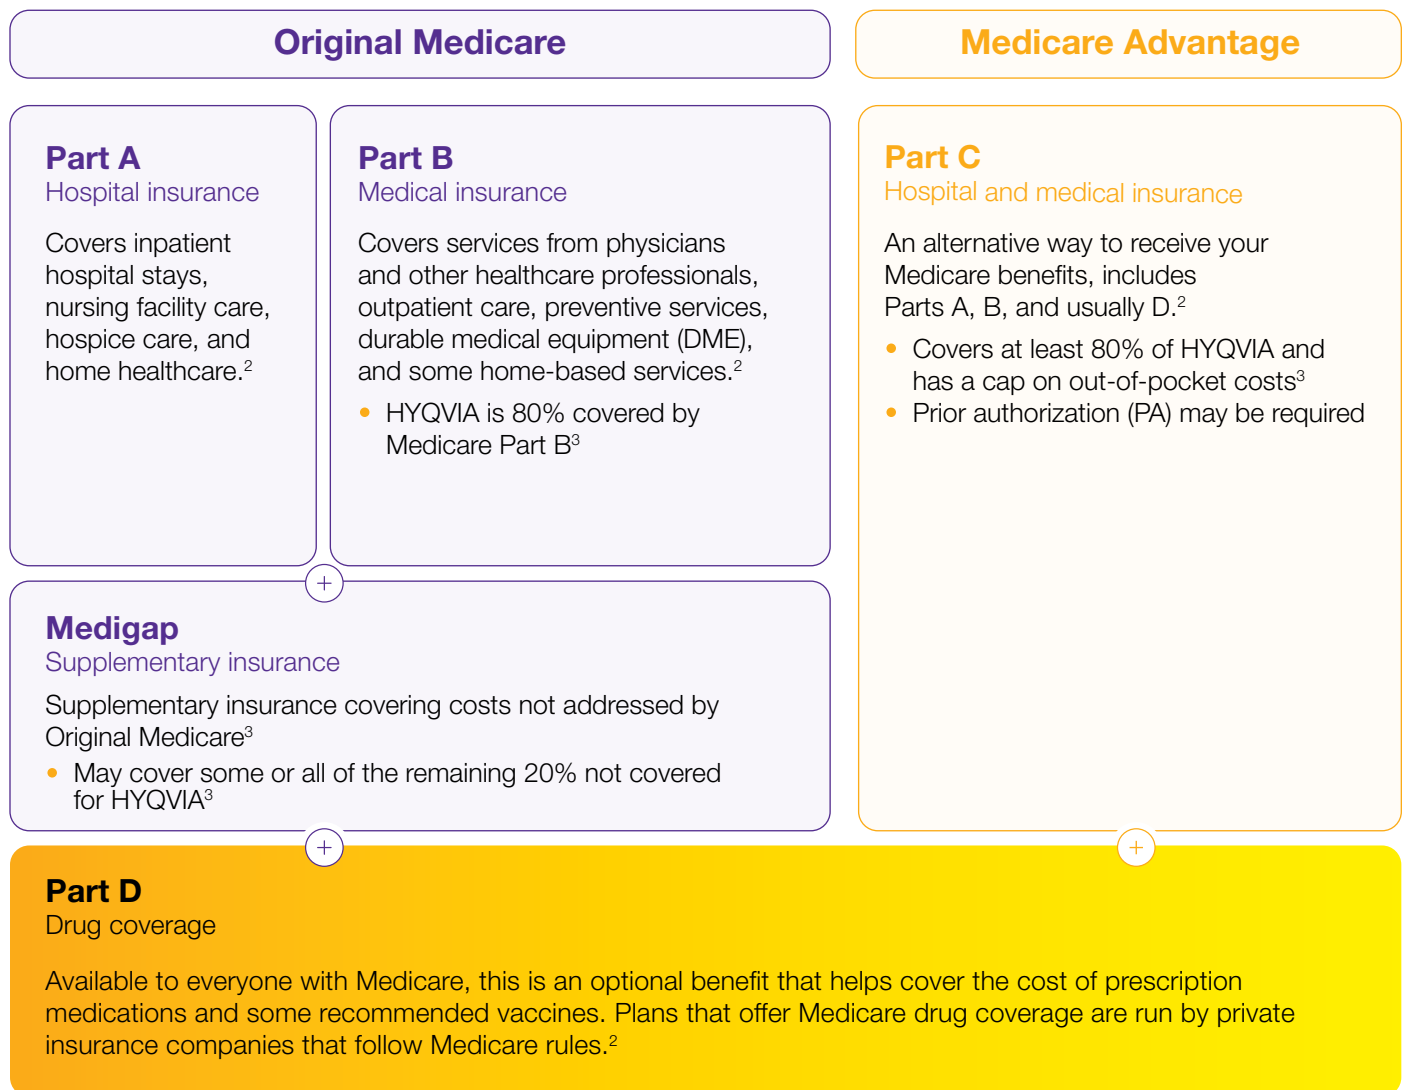 Original Medicare
Medicare Advantage
Part A
Hospital insurance
Covers inpatient
hospital stays,
nursing facility care,
hospice care, and
home healthcare.2
Part B
Medical insurance
Covers services from physicians
and other healthcare professionals,
outpatient care, preventive services,
durable medical equipment (DME),
and some home-based services.2
• HYQVIA is 80% covered by
Medicare Part B3
Part C
Hospital and medical insurance
An alternative way to receive your
Medicare benefits, includes
Parts A, B, and usually D.2
• Covers at least 80% of HYQVIA and
has a cap on out-of-pocket costs3
• Prior authorization (PA) may be required
+
Medigap
Supplementary insurance
Supplementary insurance covering costs not addressed by
Original Medicare3
• May cover some or all of the remaining 20% not covered
for HYQVIA3
+
+
Part D
Drug coverage
Available to everyone with Medicare, this is an optional benefit that helps cover the cost of prescription
medications and some recommended vaccines. Plans that offer Medicare drug coverage are run by private
insurance companies that follow Medicare rules.2